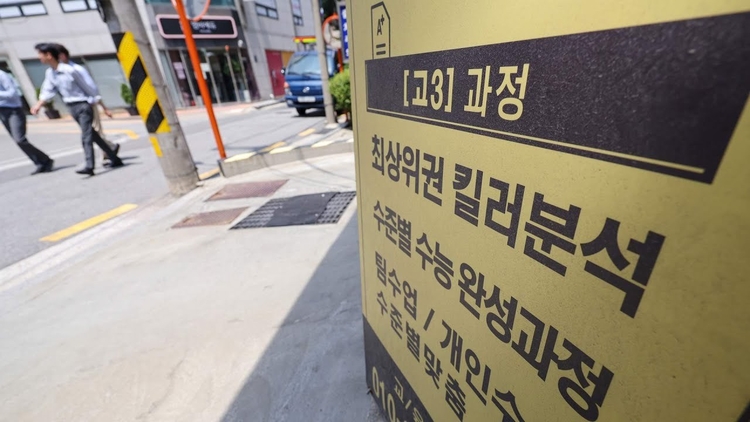 A+
[고3] 과정
최상위권 킬러분석
수준별 수능 완성과정
팀수업 / 개인수
수준별맞춤
010